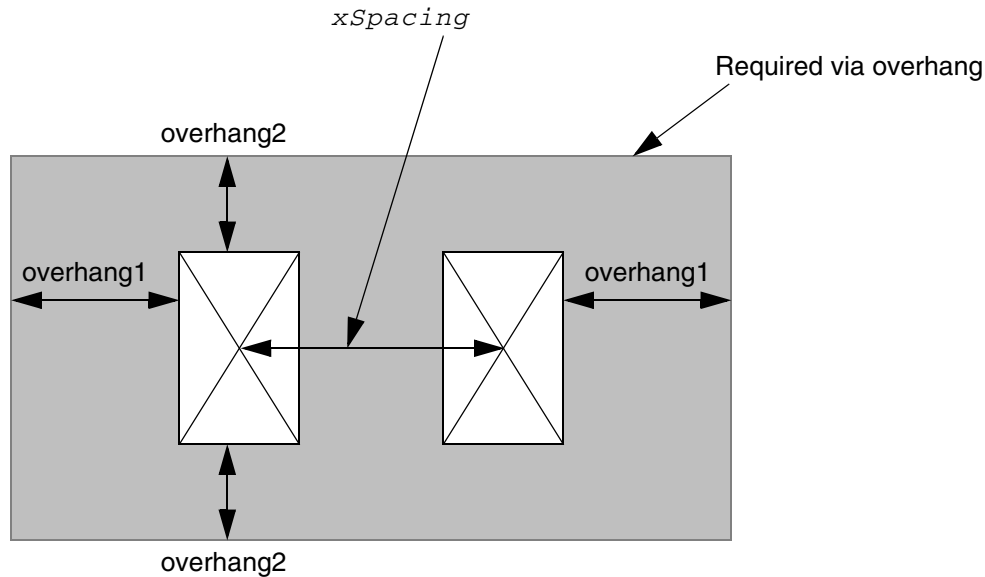 xSpacing
Required via overhang
overhang2
overhang1
overhang1
overhang2